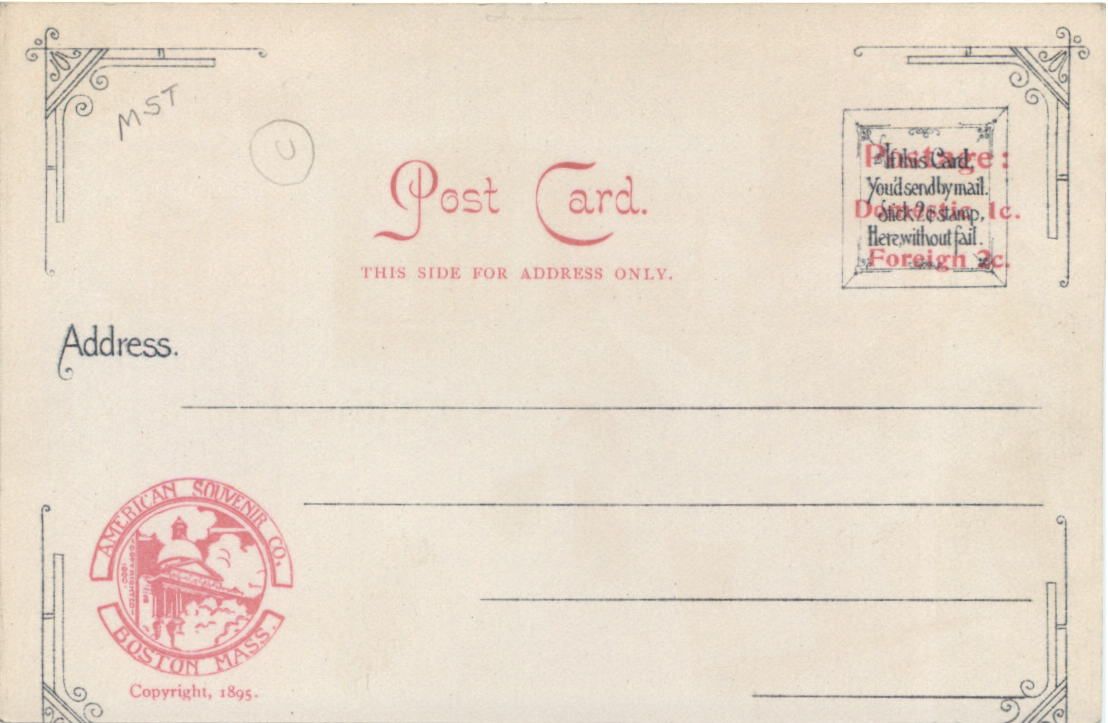 MST
U
Post Card.
THIS SIDE FOR ADDRESS ONLY.
If this Card,
You'd send by mail.
Stick 2¢ stamp,
Here, without fail.
Postage:
Domestic 1c.
Foreign 2c.
Address.
AMERICAN SOUVENIR CO.
BOSTON MASS.
Copyright, 1895.